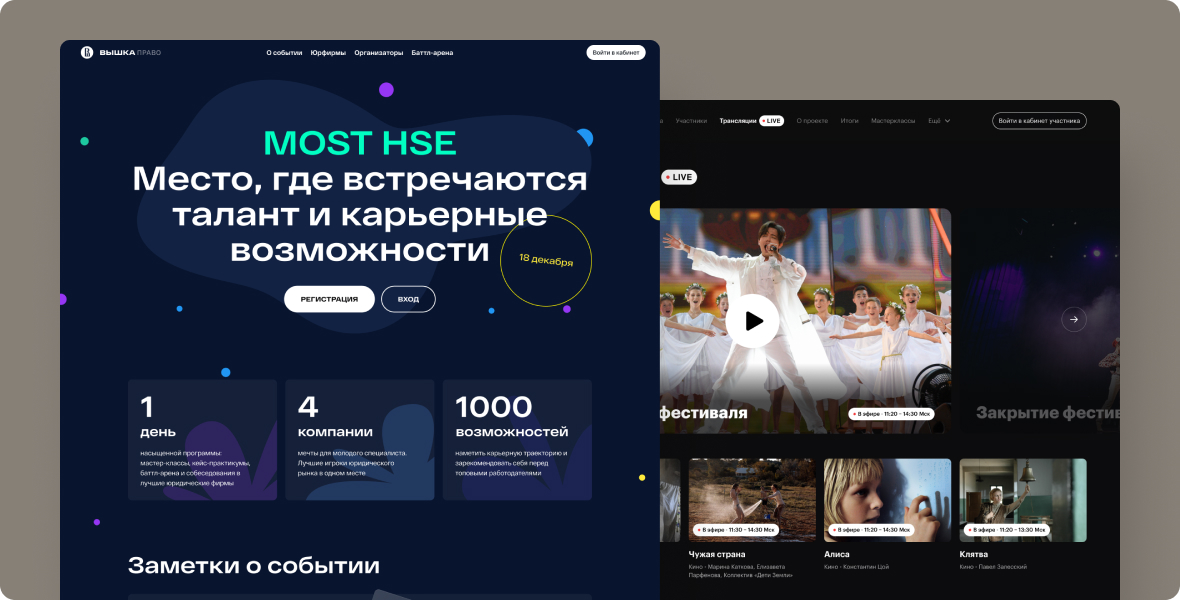 ВЫШКА ПРАВО
О событии
Юрфирмы
Организаторы
Баттл-арена
Войти в кабинет
MOST HSE
Место, где встречаются
талант и карьерные
возможности
18 декабря
РЕГИСТРАЦИЯ
ВХОД
1
день
насыщенной программы:
мастер-классы, кейс-практикумы,
баттл-арена и собеседования в
лучшие юридические фирмы
4
компании
мечты для молодого специалиста.
Лучшие игроки юридического
рынка в одном месте
1000
возможностей
наметить карьерную траекторию и
зарекомендовать себя перед
топовыми работодателями
Заметки о событии
Участники
Трансляции
LIVE
О проекте
Итоги
Мастерклассы
Ещё
Войти в кабинет участника
LIVE
фестиваля
В эфире · 11:20 – 14:30 Мск
Закрытие фестив
В эфире · 11:30 – 14:30 Мск
Чужая страна
Кино · Марина Каткова, Елизавета
Парфенова, Коллектив «Дети Земли»
В эфире · 11:20 – 14:30 Мск
Алиса
Кино · Константин Цой
В эфире · 11:20 – 13:30 Мск
Клятва
Кино · Павел Залесский